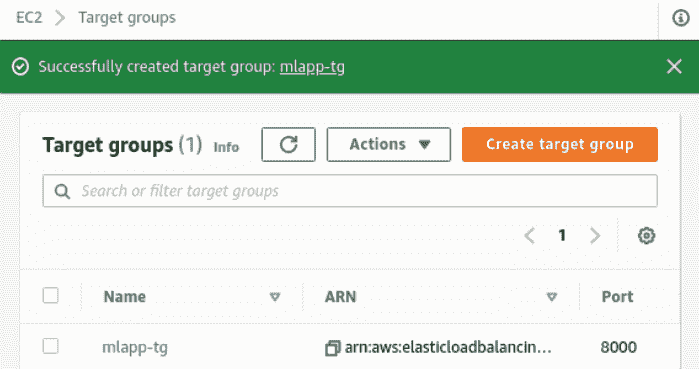 EC2 > Target groups
Successfully created target group: mlapp-tg
Target groups (1) Info Actions Create target group
Search or filter target groups
1
Name ARN Port
mlapp-tg arn:aws:elasticloadbalancin... 8000